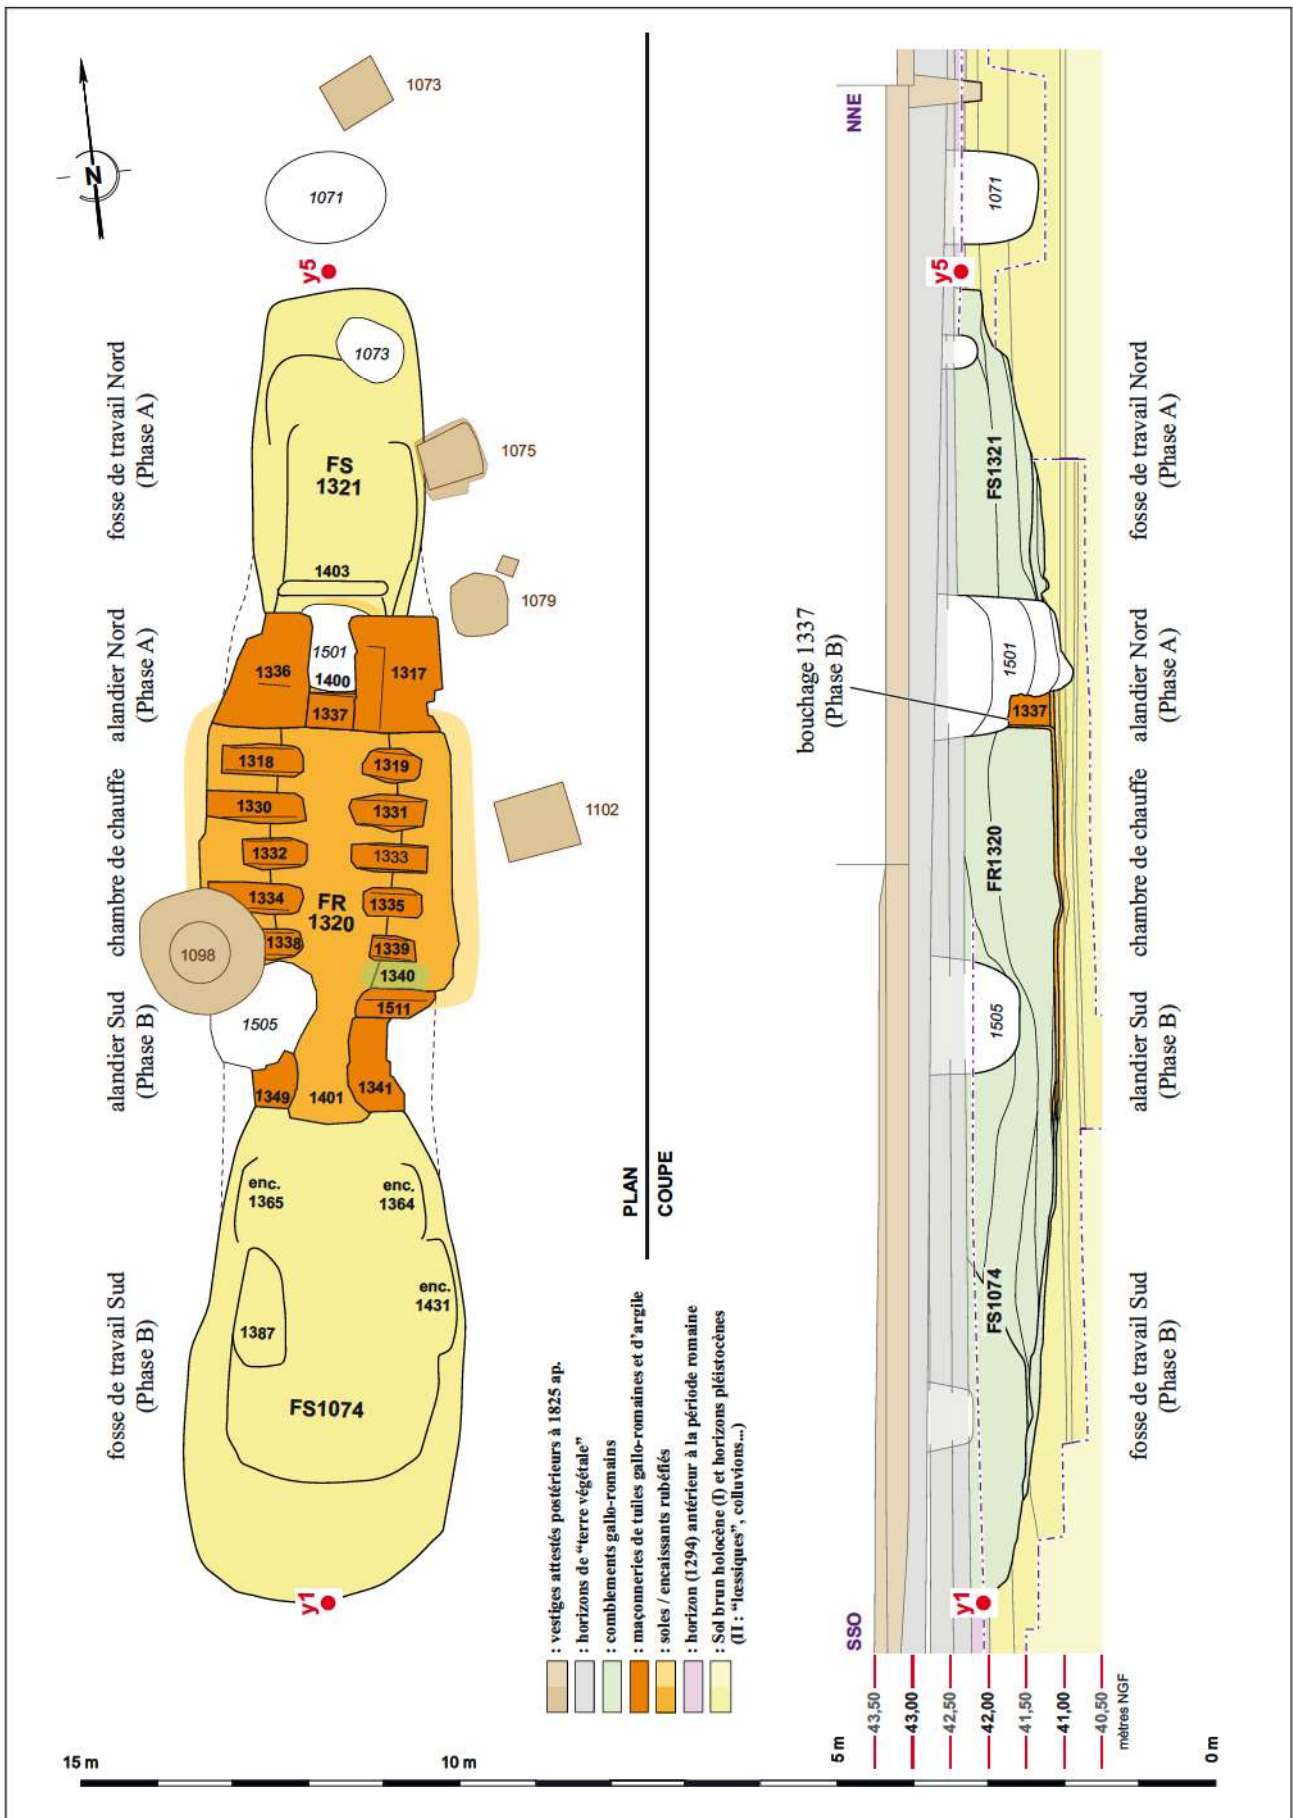 N
1073
1071
y5
1073
FS
1321
1075
1403
1079
1501
1400
1336
1317
1337
1318
1319
1330
1331
1332
1333
1334
1335
FR
1320
1102
1338
1339
1098
1340
1511
1505
1341
1349
1401
enc.
1365
enc.
1364
enc.
1431
1387
FS1074
y1
fosse de travail Nord
(Phase A)
alandier Nord
(Phase A)
chambre de chauffe
alandier Sud
(Phase B)
fosse de travail Sud
(Phase B)
PLAN
COUPE
: vestiges attestés postérieurs à 1825 ap.
: horizons de “terre végétale”
: comblements gallo-romains
: maçonneries de tuiles gallo-romaines et d’argile
: soles / encaissants rubéfiés
: horizon (1294) antérieur à la période romaine
: Sol brun holocène (I) et horizons pléistocènes
(II : “lœssiques”, colluvions...)
NNE
1071
y5
FS1321
1501
bouchage 1337
(Phase B)
1337
FR1320
1505
FS1074
y1
SSO
fosse de travail Nord
(Phase A)
alandier Nord
(Phase A)
chambre de chauffe
alandier Sud
(Phase B)
fosse de travail Sud
(Phase B)
43,50
43,00
42,50
42,00
41,50
41,00
40,50
mètres NGF
15 m
10 m
5 m
0 m